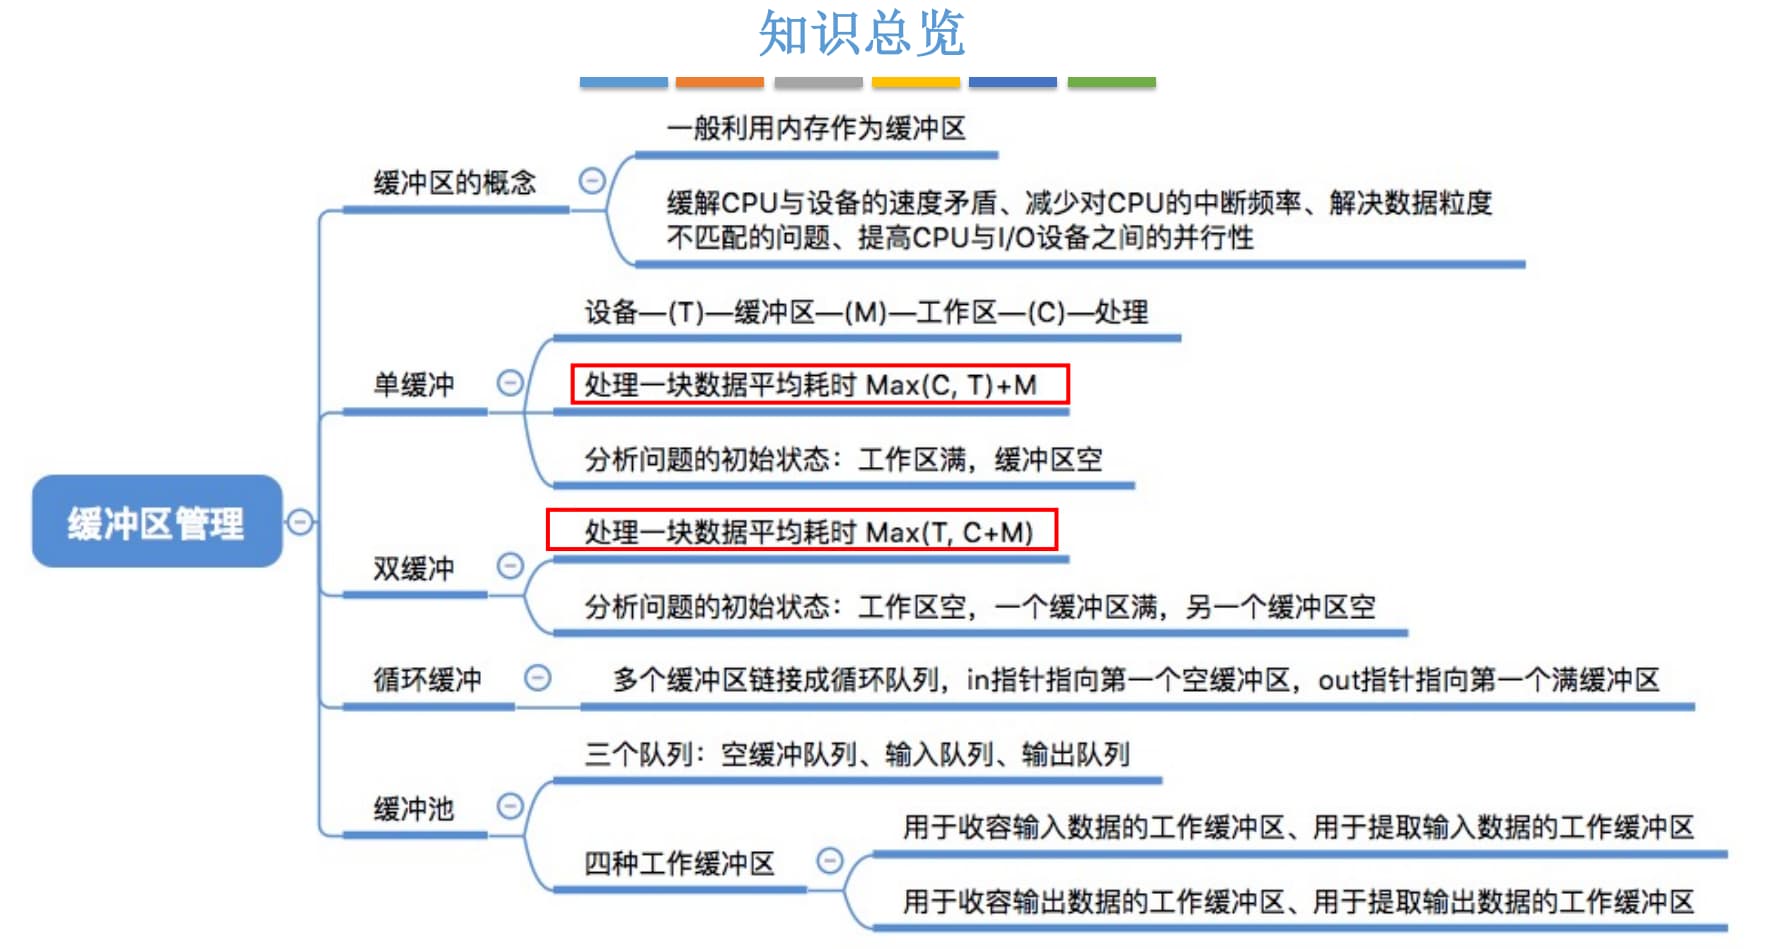 知识总览
缓冲区管理
缓冲区的概念
一般利用内存作为缓冲区
缓解CPU与设备的速度矛盾、减少对CPU的中断频率、解决数据粒度
不匹配的问题、提高CPU与I/O设备之间的并行性
单缓冲
设备—(T)—缓冲区—(M)—工作区—(C)—处理
处理一块数据平均耗时 Max(C, T)+M
分析问题的初始状态：工作区满，缓冲区空
双缓冲
处理一块数据平均耗时 Max(T, C+M)
分析问题的初始状态：工作区空，一个缓冲区满，另一个缓冲区空
循环缓冲
多个缓冲区链接成循环队列，in指针指向第一个空缓冲区，out指针指向第一个满缓冲区
缓冲池
三个队列：空缓冲队列、输入队列、输出队列
四种工作缓冲区
用于收容输入数据的工作缓冲区、用于提取输入数据的工作缓冲区
用于收容输出数据的工作缓冲区、用于提取输出数据的工作缓冲区